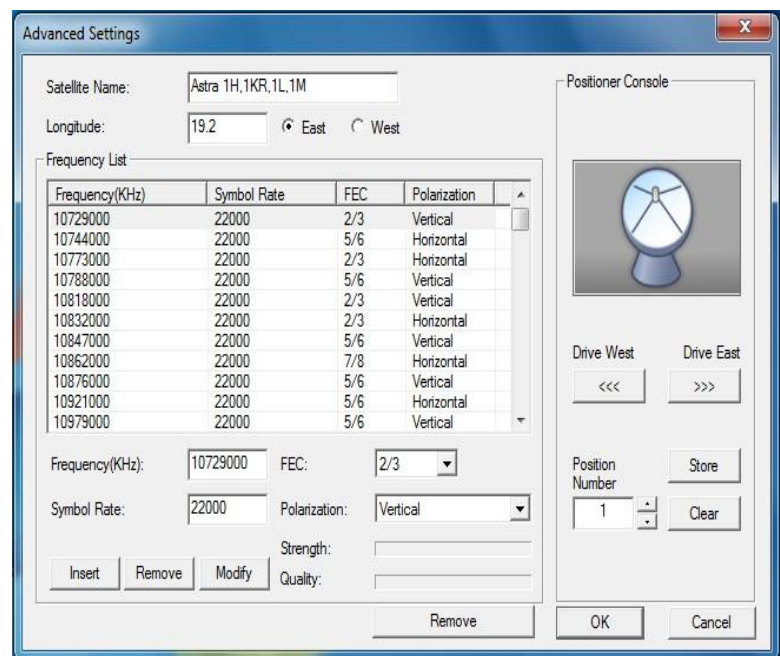 Advanced Settings
Satellite Name: Astra 1H,1KR,1L,1M
Longitude: 19.2 East West
Frequency List
Frequency(KHz) Symbol Rate FEC Polarization
10729000 22000 2/3 Vertical
10744000 22000 5/6 Horizontal
10773000 22000 2/3 Horizontal
10788000 22000 5/6 Vertical
10818000 22000 2/3 Vertical
10832000 22000 2/3 Horizontal
10847000 22000 5/6 Vertical
10862000 22000 7/8 Horizontal
10876000 22000 5/6 Vertical
10921000 22000 5/6 Horizontal
10979000 22000 5/6 Vertical
Frequency(KHz): 10729000 FEC: 2/3
Symbol Rate: 22000 Polarization: Vertical
Strength:
Insert Remove Modify Quality:
Remove
Positioner Console
Drive West Drive East
<<< >>>
Position Number
1
Store
Clear
OK Cancel